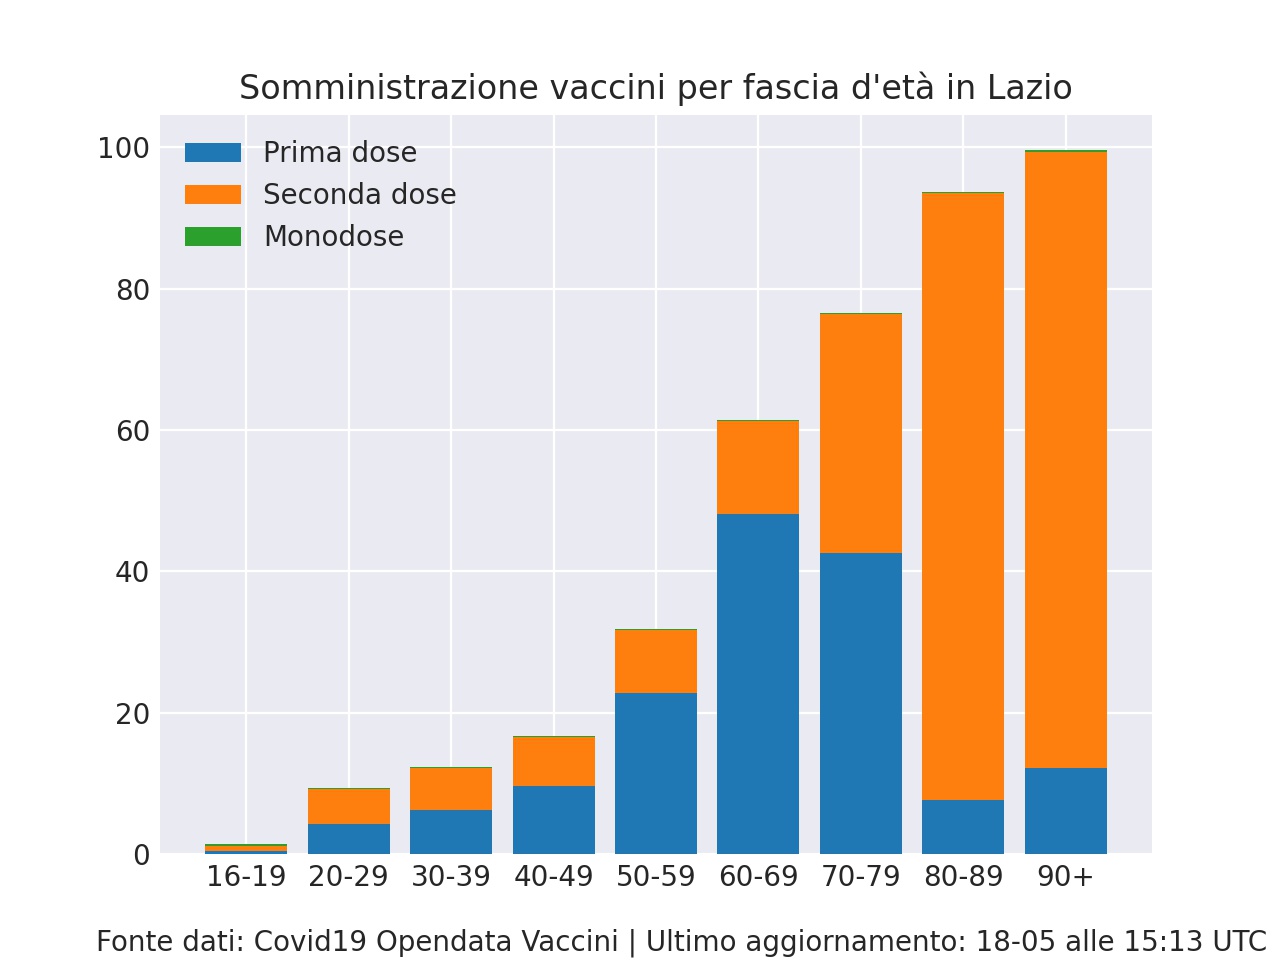 Somministrazione vaccini per fascia d'età in Lazio
100
80
60
40
20
0
Prima dose
Seconda dose
Monodose
16-19 20-29 30-39 40-49 50-59 60-69 70-79 80-89 90+
Fonte dati: Covid19 Opendata Vaccini | Ultimo aggiornamento: 18-05 alle 15:13 UTC